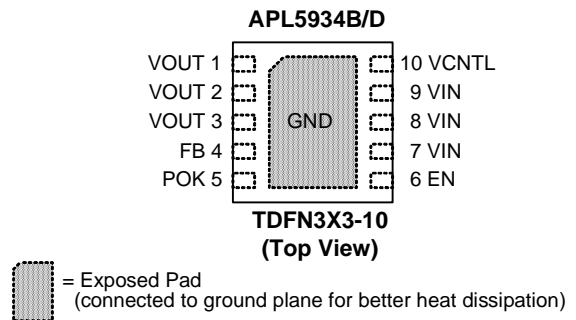 APL5934B/D
VOUT 1 10 VCNTL
VOUT 2 9 VIN
VOUT 3 GND 8 VIN
FB 4 7 VIN
POK 5 6 EN
TDFN3X3-10
(Top View)
= Exposed Pad
(connected to ground plane for better heat dissipation)